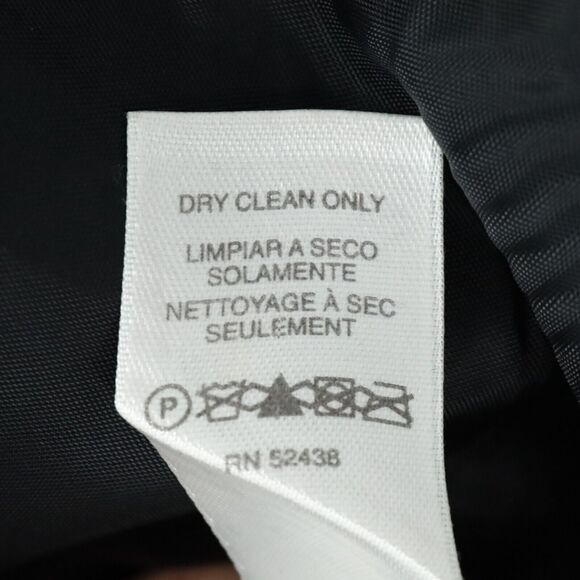 DRY CLEAN ONLY
LIMPIAR A SECO
SOLAMENTE
NETTOYAGE À SEC
SEULEMENT
P
RN 52438